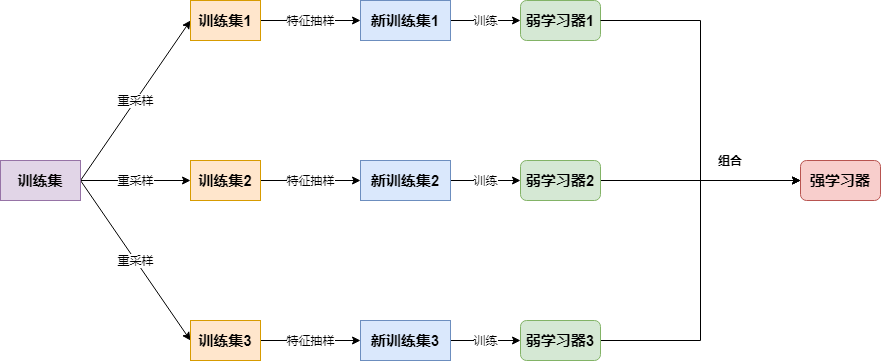 训练集1
特征抽样
新训练集1
训练
弱学习器1
重采样
组合
训练集
重采样
训练集2
特征抽样
新训练集2
训练
弱学习器2
强学习器
重采样
训练集3
特征抽样
新训练集3
训练
弱学习器3